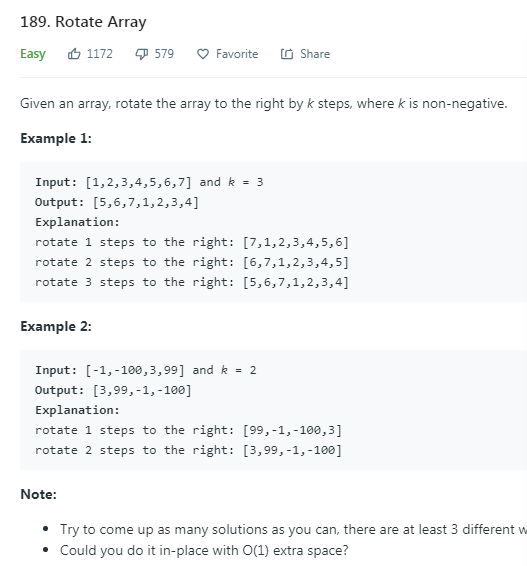 189. Rotate Array
Easy 1172 579 Favorite Share
Given an array, rotate the array to the right by k steps, where k is non-negative.
Example 1:
Input: [1,2,3,4,5,6,7] and k = 3
Output: [5,6,7,1,2,3,4]
Explanation:
rotate 1 steps to the right: [7,1,2,3,4,5,6]
rotate 2 steps to the right: [6,7,1,2,3,4,5]
rotate 3 steps to the right: [5,6,7,1,2,3,4]
Example 2:
Input: [-1,-100,3,99] and k = 2
Output: [3,99,-1,-100]
Explanation:
rotate 1 steps to the right: [99,-1,-100,3]
rotate 2 steps to the right: [3,99,-1,-100]
Note:
• Try to come up as many solutions as you can, there are at least 3 different
• Could you do it in-place with O(1) extra space?